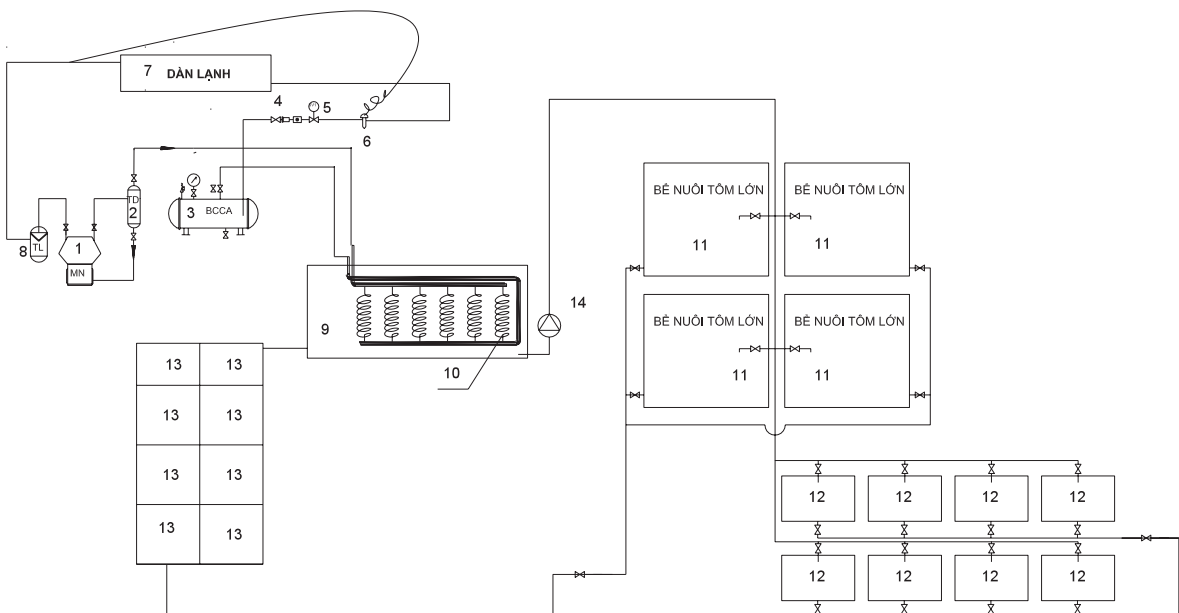 7 DÀN LẠNH
4 5
6
TD
2
3 BCCA
8 TL
1
MN
14
9
10
BỂ NUÔI TÔM LỚN BỂ NUÔI TÔM LỚN
11 11
BỂ NUÔI TÔM LỚN BỂ NUÔI TÔM LỚN
11 11
13 13
13 13
13 13
13 13
12 12 12 12
12 12 12 12